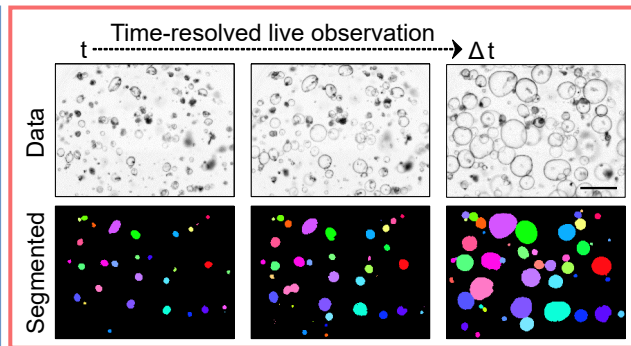 Time-resolved live observation
t Δ t
Data
Segmented